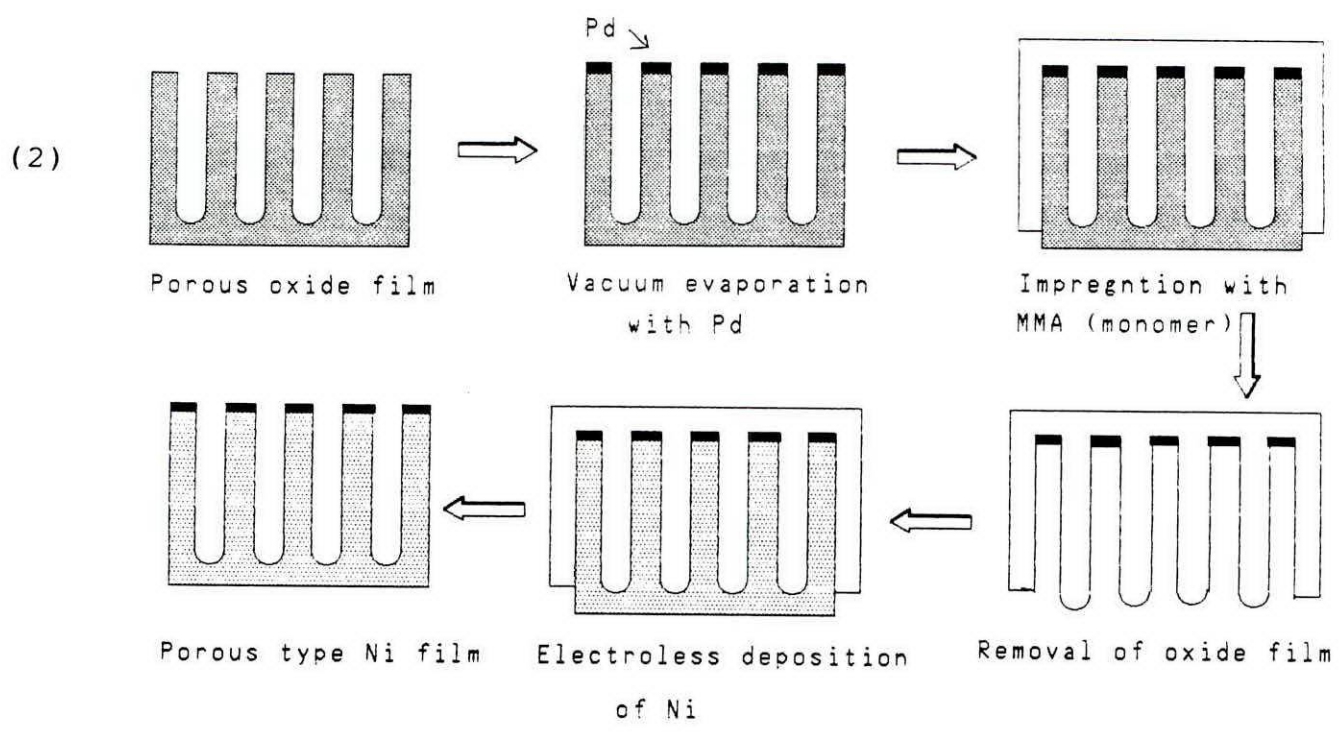 Pd
(2)
Porous oxide film
Vacuum evaporation
with Pd
Impregntion with
MMA (monomer)
Porous type Ni film
Electroless deposition
of Ni
Removal of oxide film